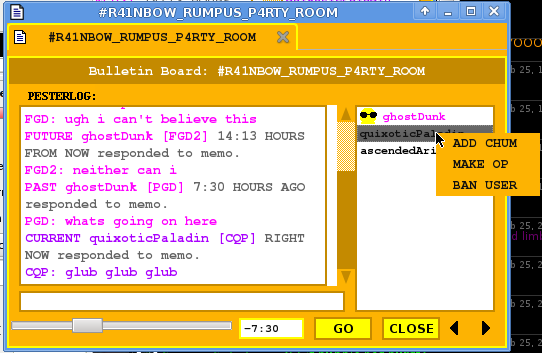 #R41NBOW_RUMPUS_P4RTY_ROOM
#R41NBOW_RUMPUS_P4RTY_ROOM
Bulletin Board: #R41NBOW_RUMPUS_P4RTY_ROOM
PESTERLOG:
FGD: ugh i can't believe this
FUTURE ghostDunk [FGD2] 14:13 HOURS
FROM NOW responded to memo.
FGD2: neither can i
PAST ghostDunk [PGD] 7:30 HOURS AGO
responded to memo.
PGD: whats going on here
CURRENT quixoticPaladin [CQP] RIGHT
NOW responded to memo.
CQP: glub glub glub
ghostDunk
quixoticPaladin
ascendedAri
ADD CHUM
MAKE OP
BAN USER
-7:30
GO
CLOSE